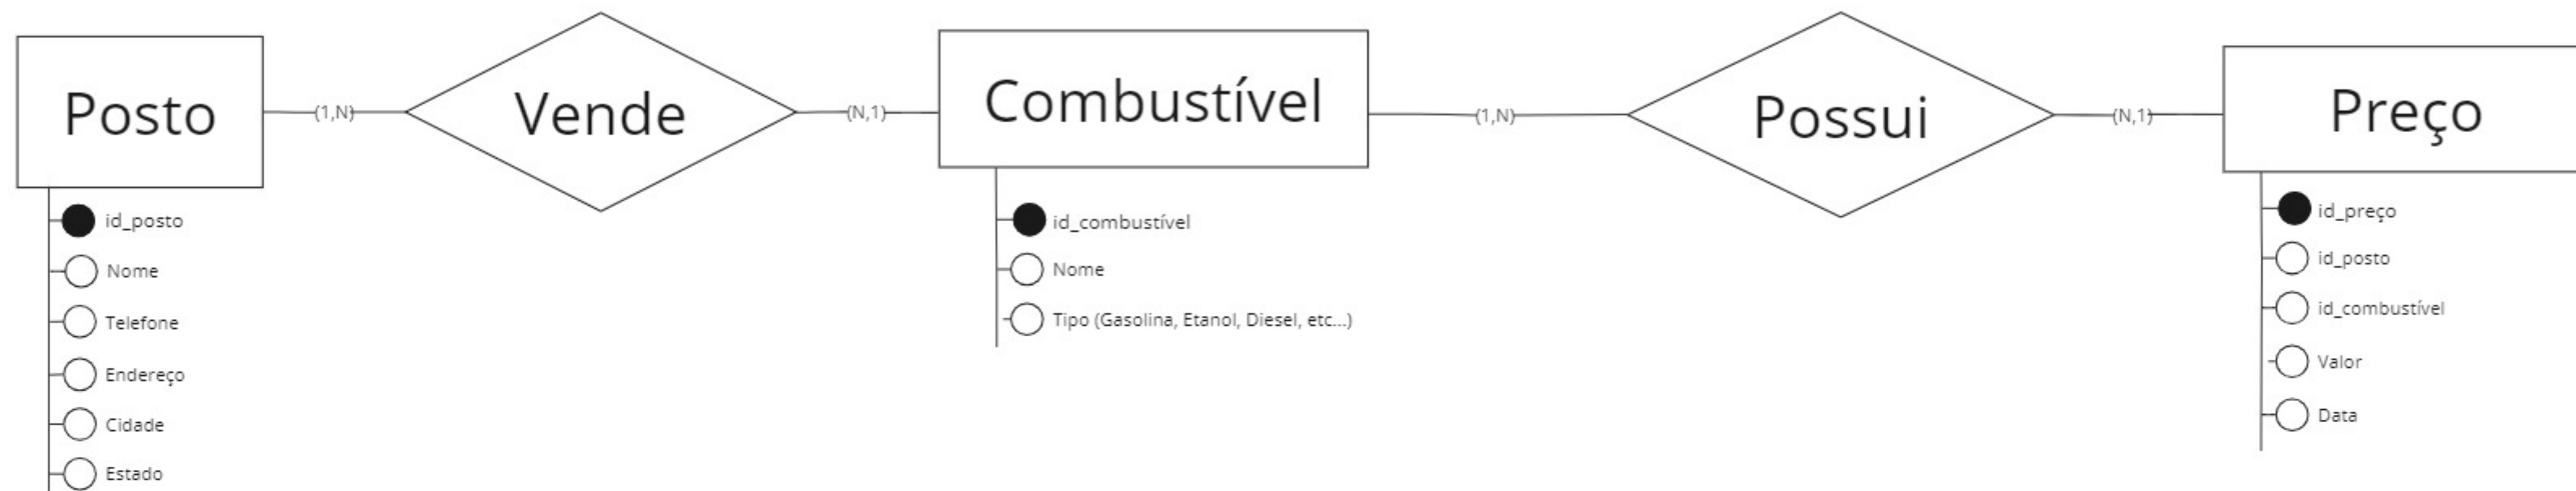 Posto
(1,N)
Vende
(N,1)
Combustível
(1,N)
Possui
(N,1)
Preço
id_posto
Nome
Telefone
Endereço
Cidade
Estado
id_combustível
Nome
Tipo (Gasolina, Etanol, Diesel, etc...)
id_preço
id_posto
id_combustível
Valor
Data